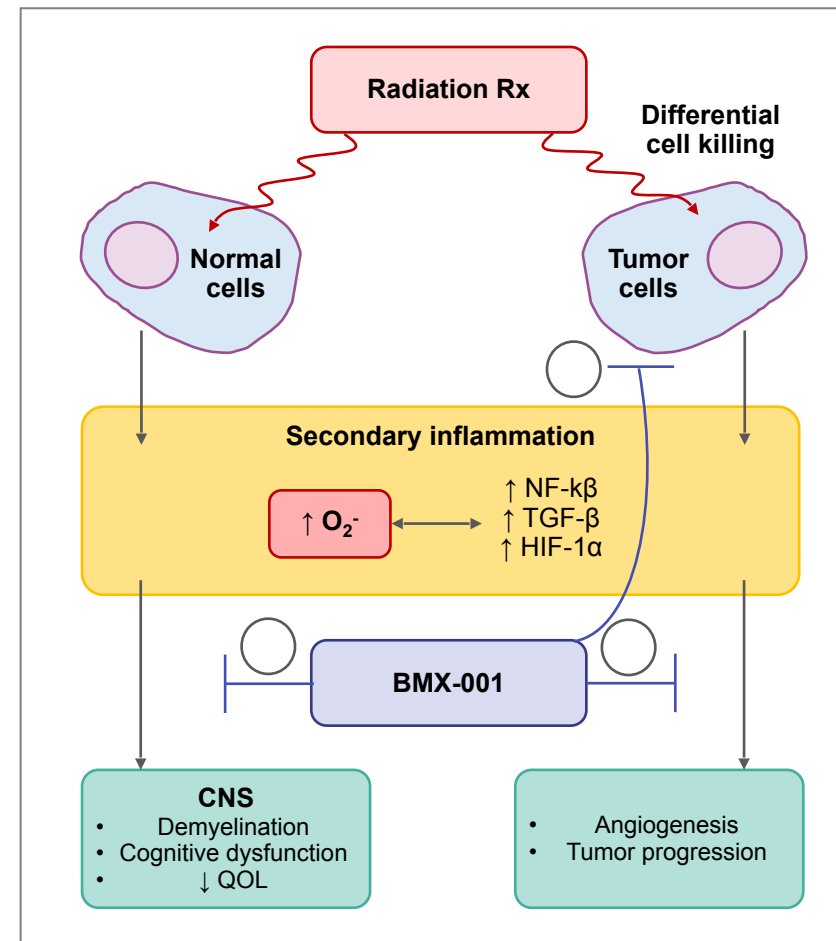 Radiation Rx
Differential
cell killing
Normal
cells
Tumor
cells
Secondary inflammation
↑ O₂⁻
↑ NF-kβ
↑ TGF-β
↑ HIF-1α
BMX-001
CNS
• Demyelination
• Cognitive dysfunction
• ↓ QOL
• Angiogenesis
• Tumor progression